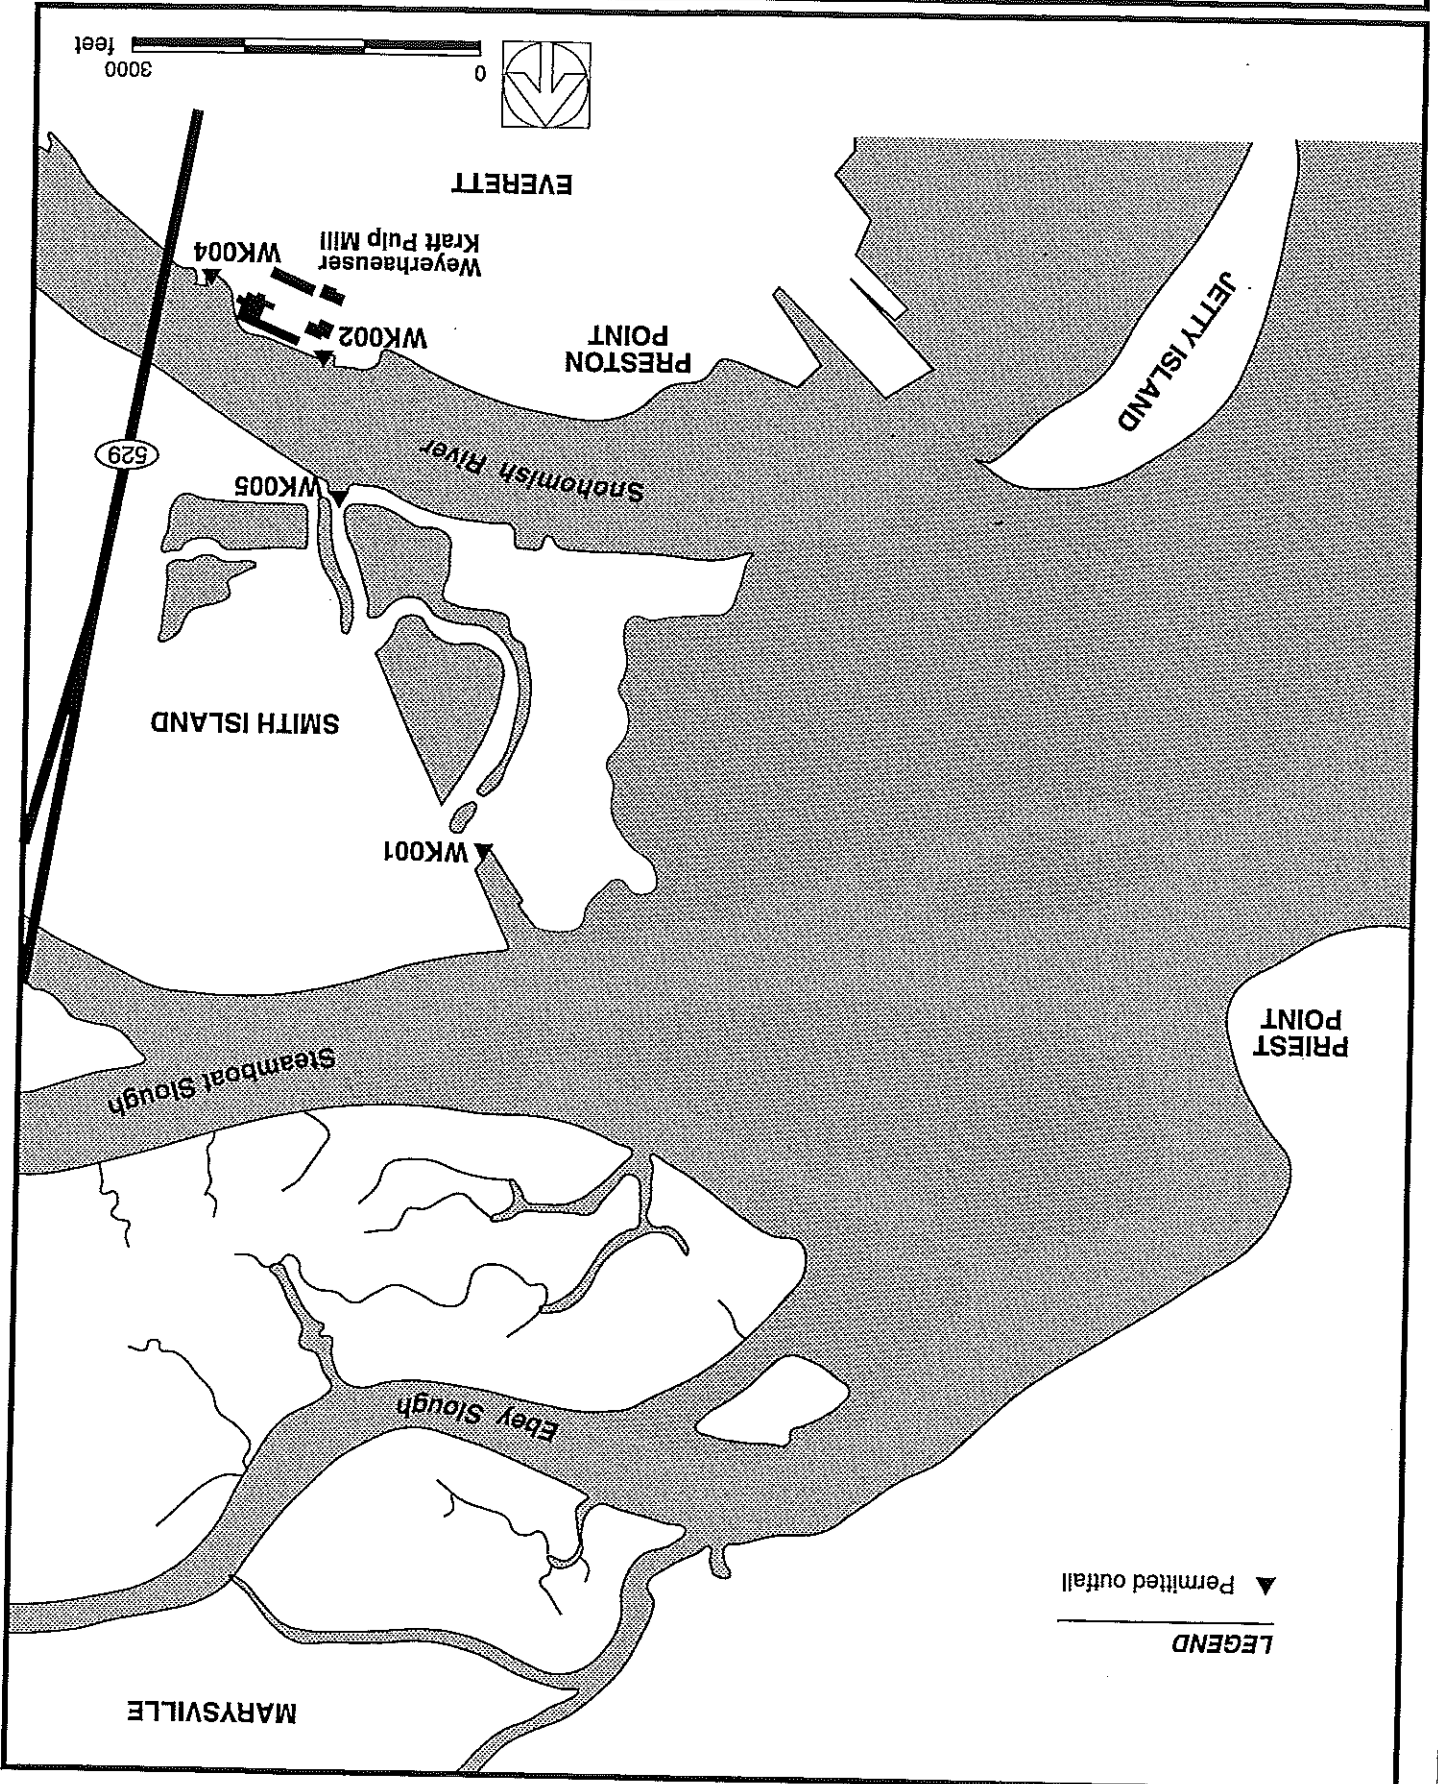 MARYSVILLE
LEGEND
Permitted outfall
Ebey Slough
Steamboat Slough
PRIEST
POINT
WK001
SMITH ISLAND
WK005
Snohomish River
529
JETTY ISLAND
PRESTON
POINT
WK002
Weyerhaeuser
Kraft Pulp Mill
WK004
EVERETT
0
3000
feet